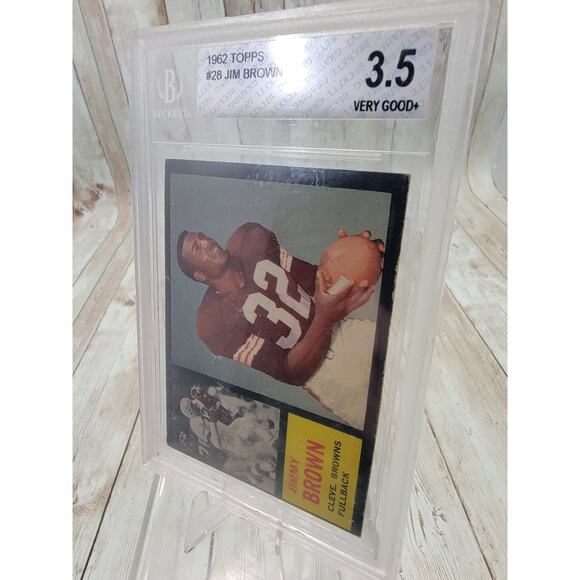 1962 TOPPS
#28 JIM BROWN
3.5
VERY GOOD+
BECKETT
32
JIMMY
BROWN
CLEVE. BROWNS
FULLBACK